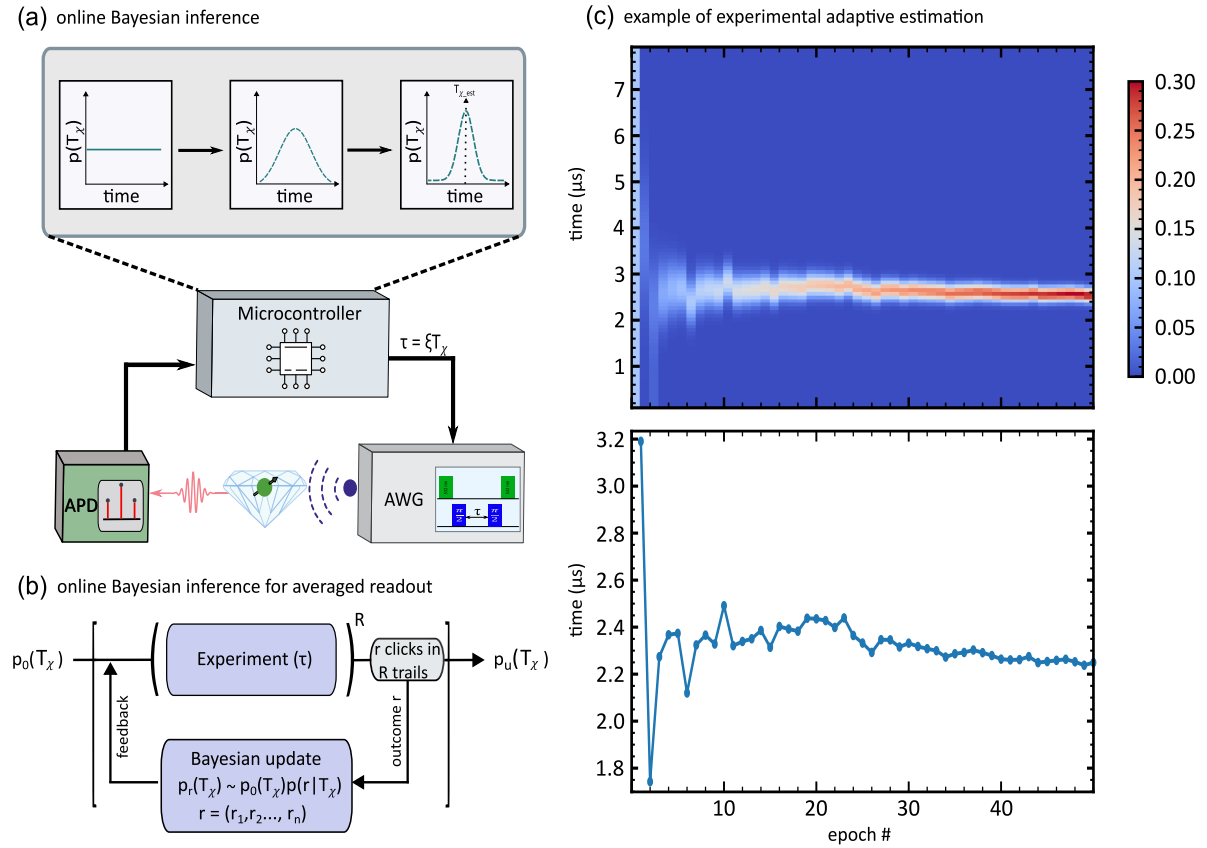 (a) online Bayesian inference
p(Tχ)
time
p(Tχ)
time
Tχ_est
p(Tχ)
time
Microcontroller
τ = ξTχ
APD
AWG
π/2
τ
π/2
(b) online Bayesian inference for averaged readout
p₀(Tχ)
Experiment (τ)
R
r clicks in
R trails
pᵤ(Tχ)
feedback
outcome r
Bayesian update
pᵣ(Tχ) ~ p₀(Tχ)p(r|Tχ)
r = (r₁,r₂..., rₙ)
(c) example of experimental adaptive estimation
time (μs)
7
6
5
4
3
2
1
0.30
0.25
0.20
0.15
0.10
0.05
0.00
time (μs)
3.2
3.0
2.8
2.6
2.4
2.2
2.0
1.8
10 20 30 40 50
epoch #